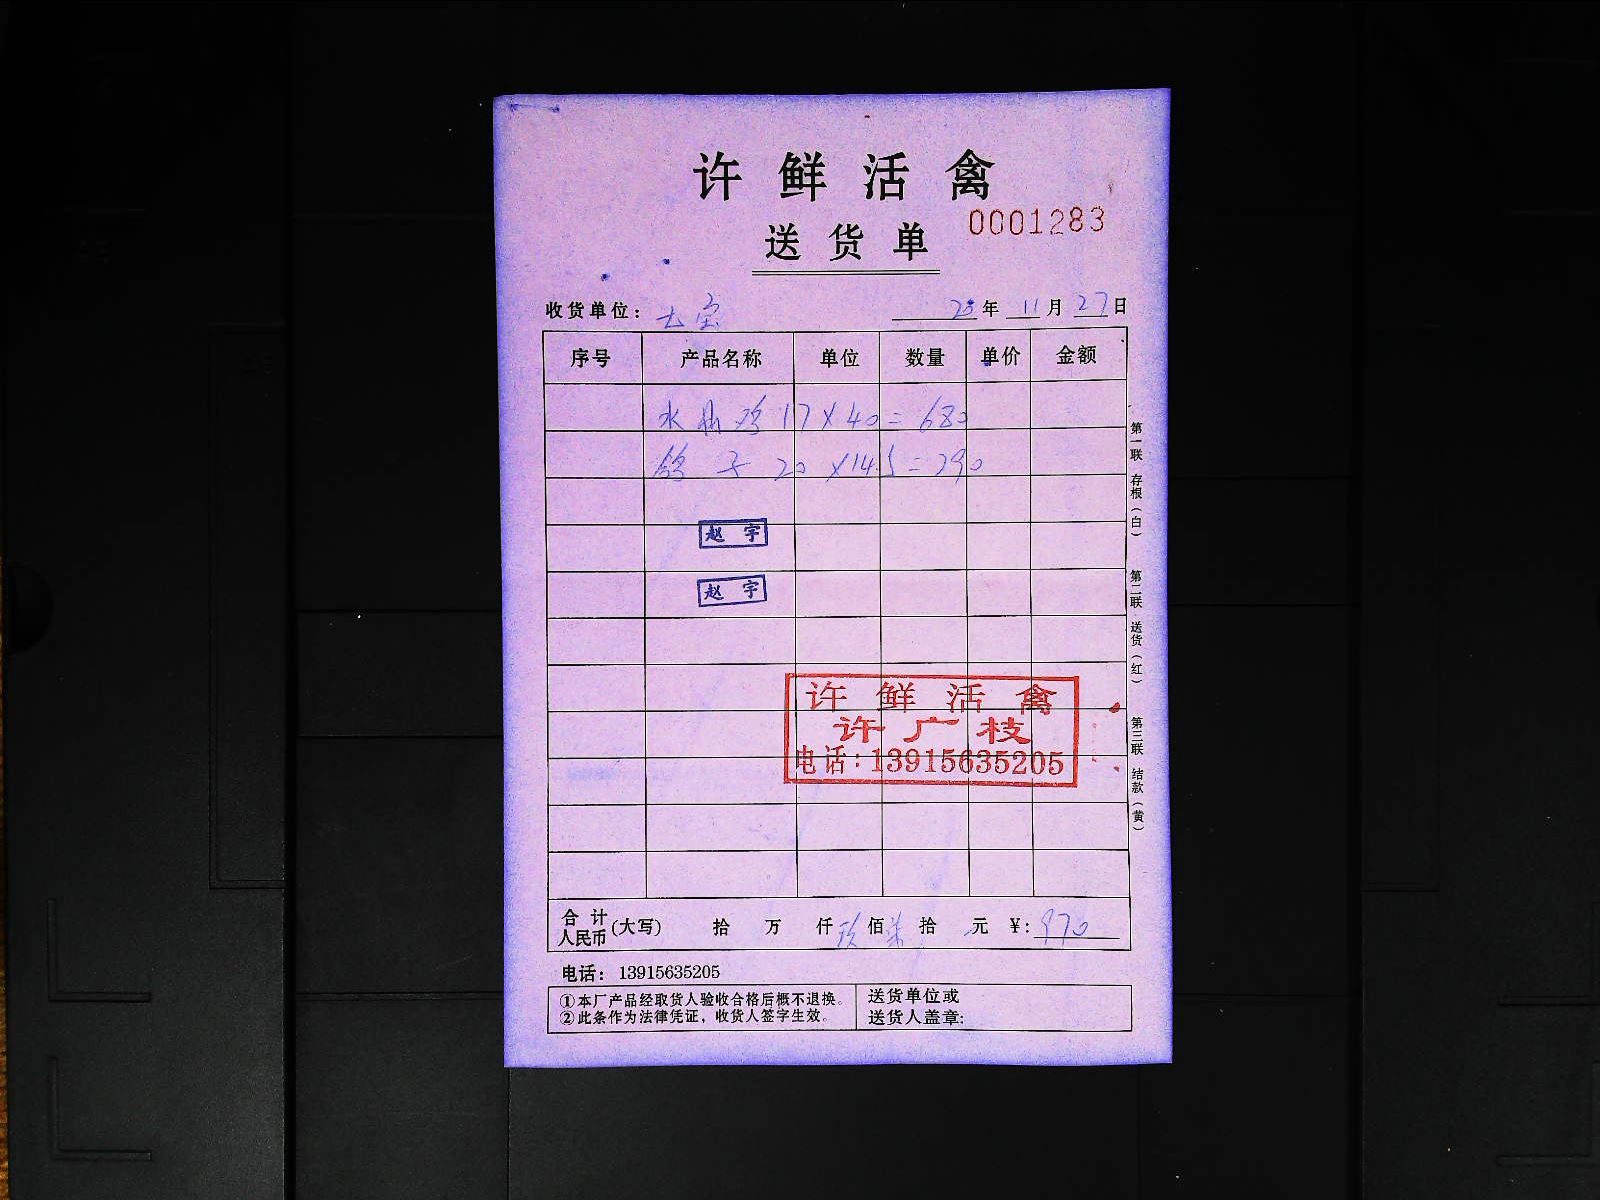 许鲜活禽
0001283
送货单
收货单位： 七宝 20年 11月 27日
序号 产品名称 单位 数量 单价 金额
水 鸡 17×40=680
鸽子 20×14.5=290
赵宇
赵宇
许鲜活禽
许广枝
电话：13915635205
合计人民币(大写) 拾 万 仟 玖佰 柒拾 元 ￥：970
电话：13915635205
①本厂产品经取货人验收合格后概不退换。
②此条作为法律凭证，收货人签字生效。
送货单位或
送货人盖章：
第一联 存根（白）
第二联 送货（红）
第三联 结款（黄）